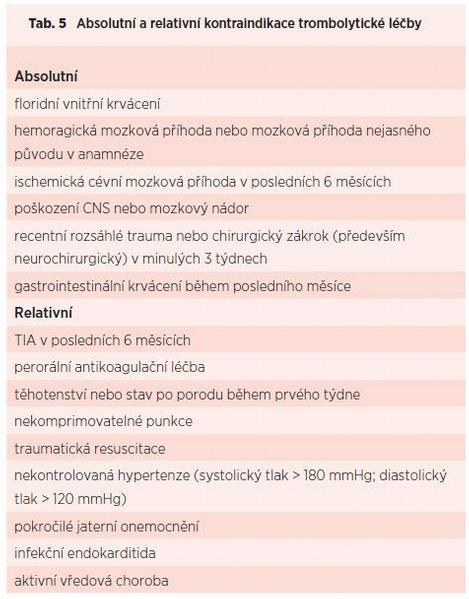 Tab. 5 Absolutní a relativní kontraindikace trombolytické léčby
Absolutní
floridní vnitřní krvácení
hemoragická mozková příhoda nebo mozková příhoda nejasného
původu v anamnéze
ischemická cévní mozková příhoda v posledních 6 měsících
poškození CNS nebo mozkový nádor
recentní rozsáhlé trauma nebo chirurgický zákrok (především
neurochirurgický) v minulých 3 týdnech
gastrointestinální krvácení během posledního měsíce
Relativní
TIA v posledních 6 měsících
perorální antikoagulační léčba
těhotenství nebo stav po porodu během prvého týdne
nekomprimovatelné punkce
traumatická resuscitace
nekontrolovaná hypertenze (systolický tlak > 180 mmHg; diastolický
tlak > 120 mmHg)
pokročilé jaterní onemocnění
infekční endokarditida
aktivní vředová choroba